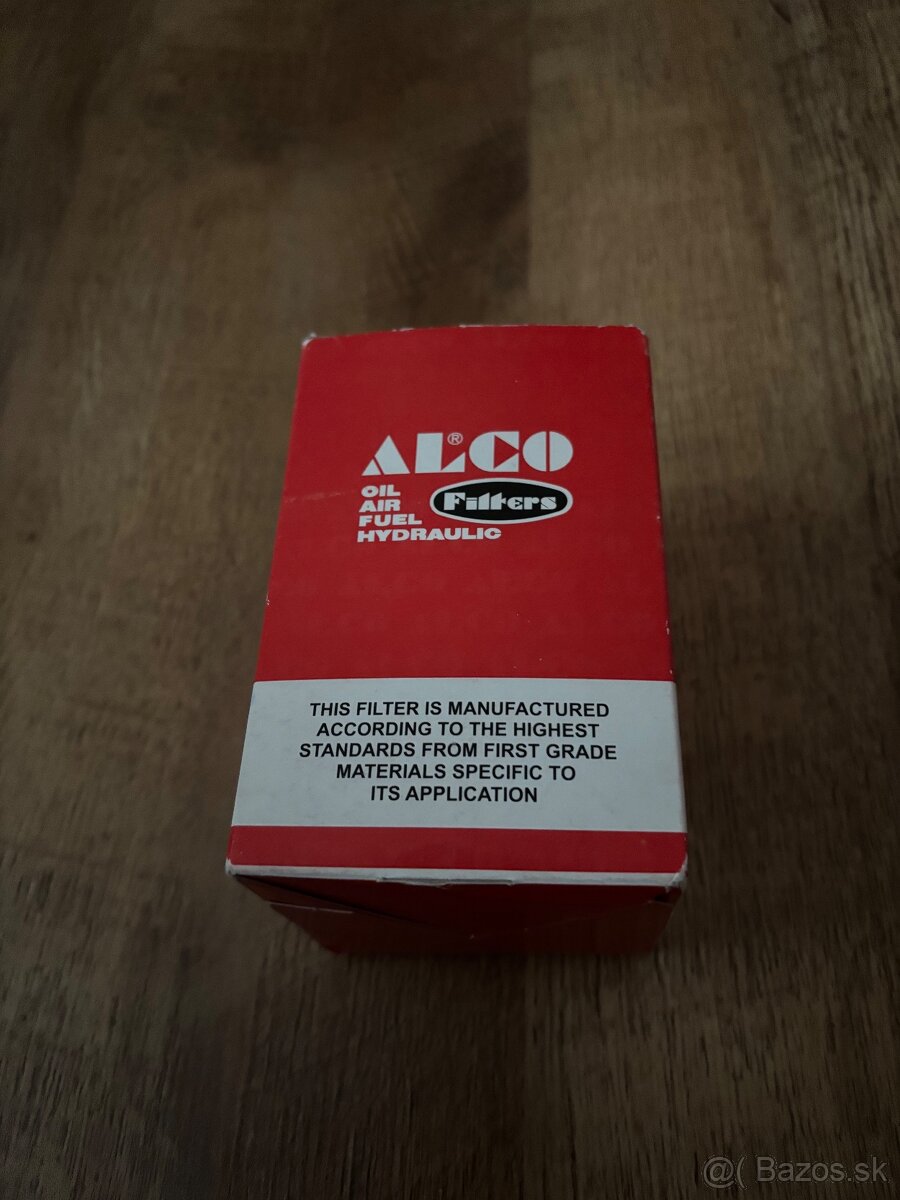 ALCO®
OIL
AIR
FUEL
HYDRAULIC
Filters
THIS FILTER IS MANUFACTURED
ACCORDING TO THE HIGHEST
STANDARDS FROM FIRST GRADE
MATERIALS SPECIFIC TO
ITS APPLICATION
@( Bazos.sk